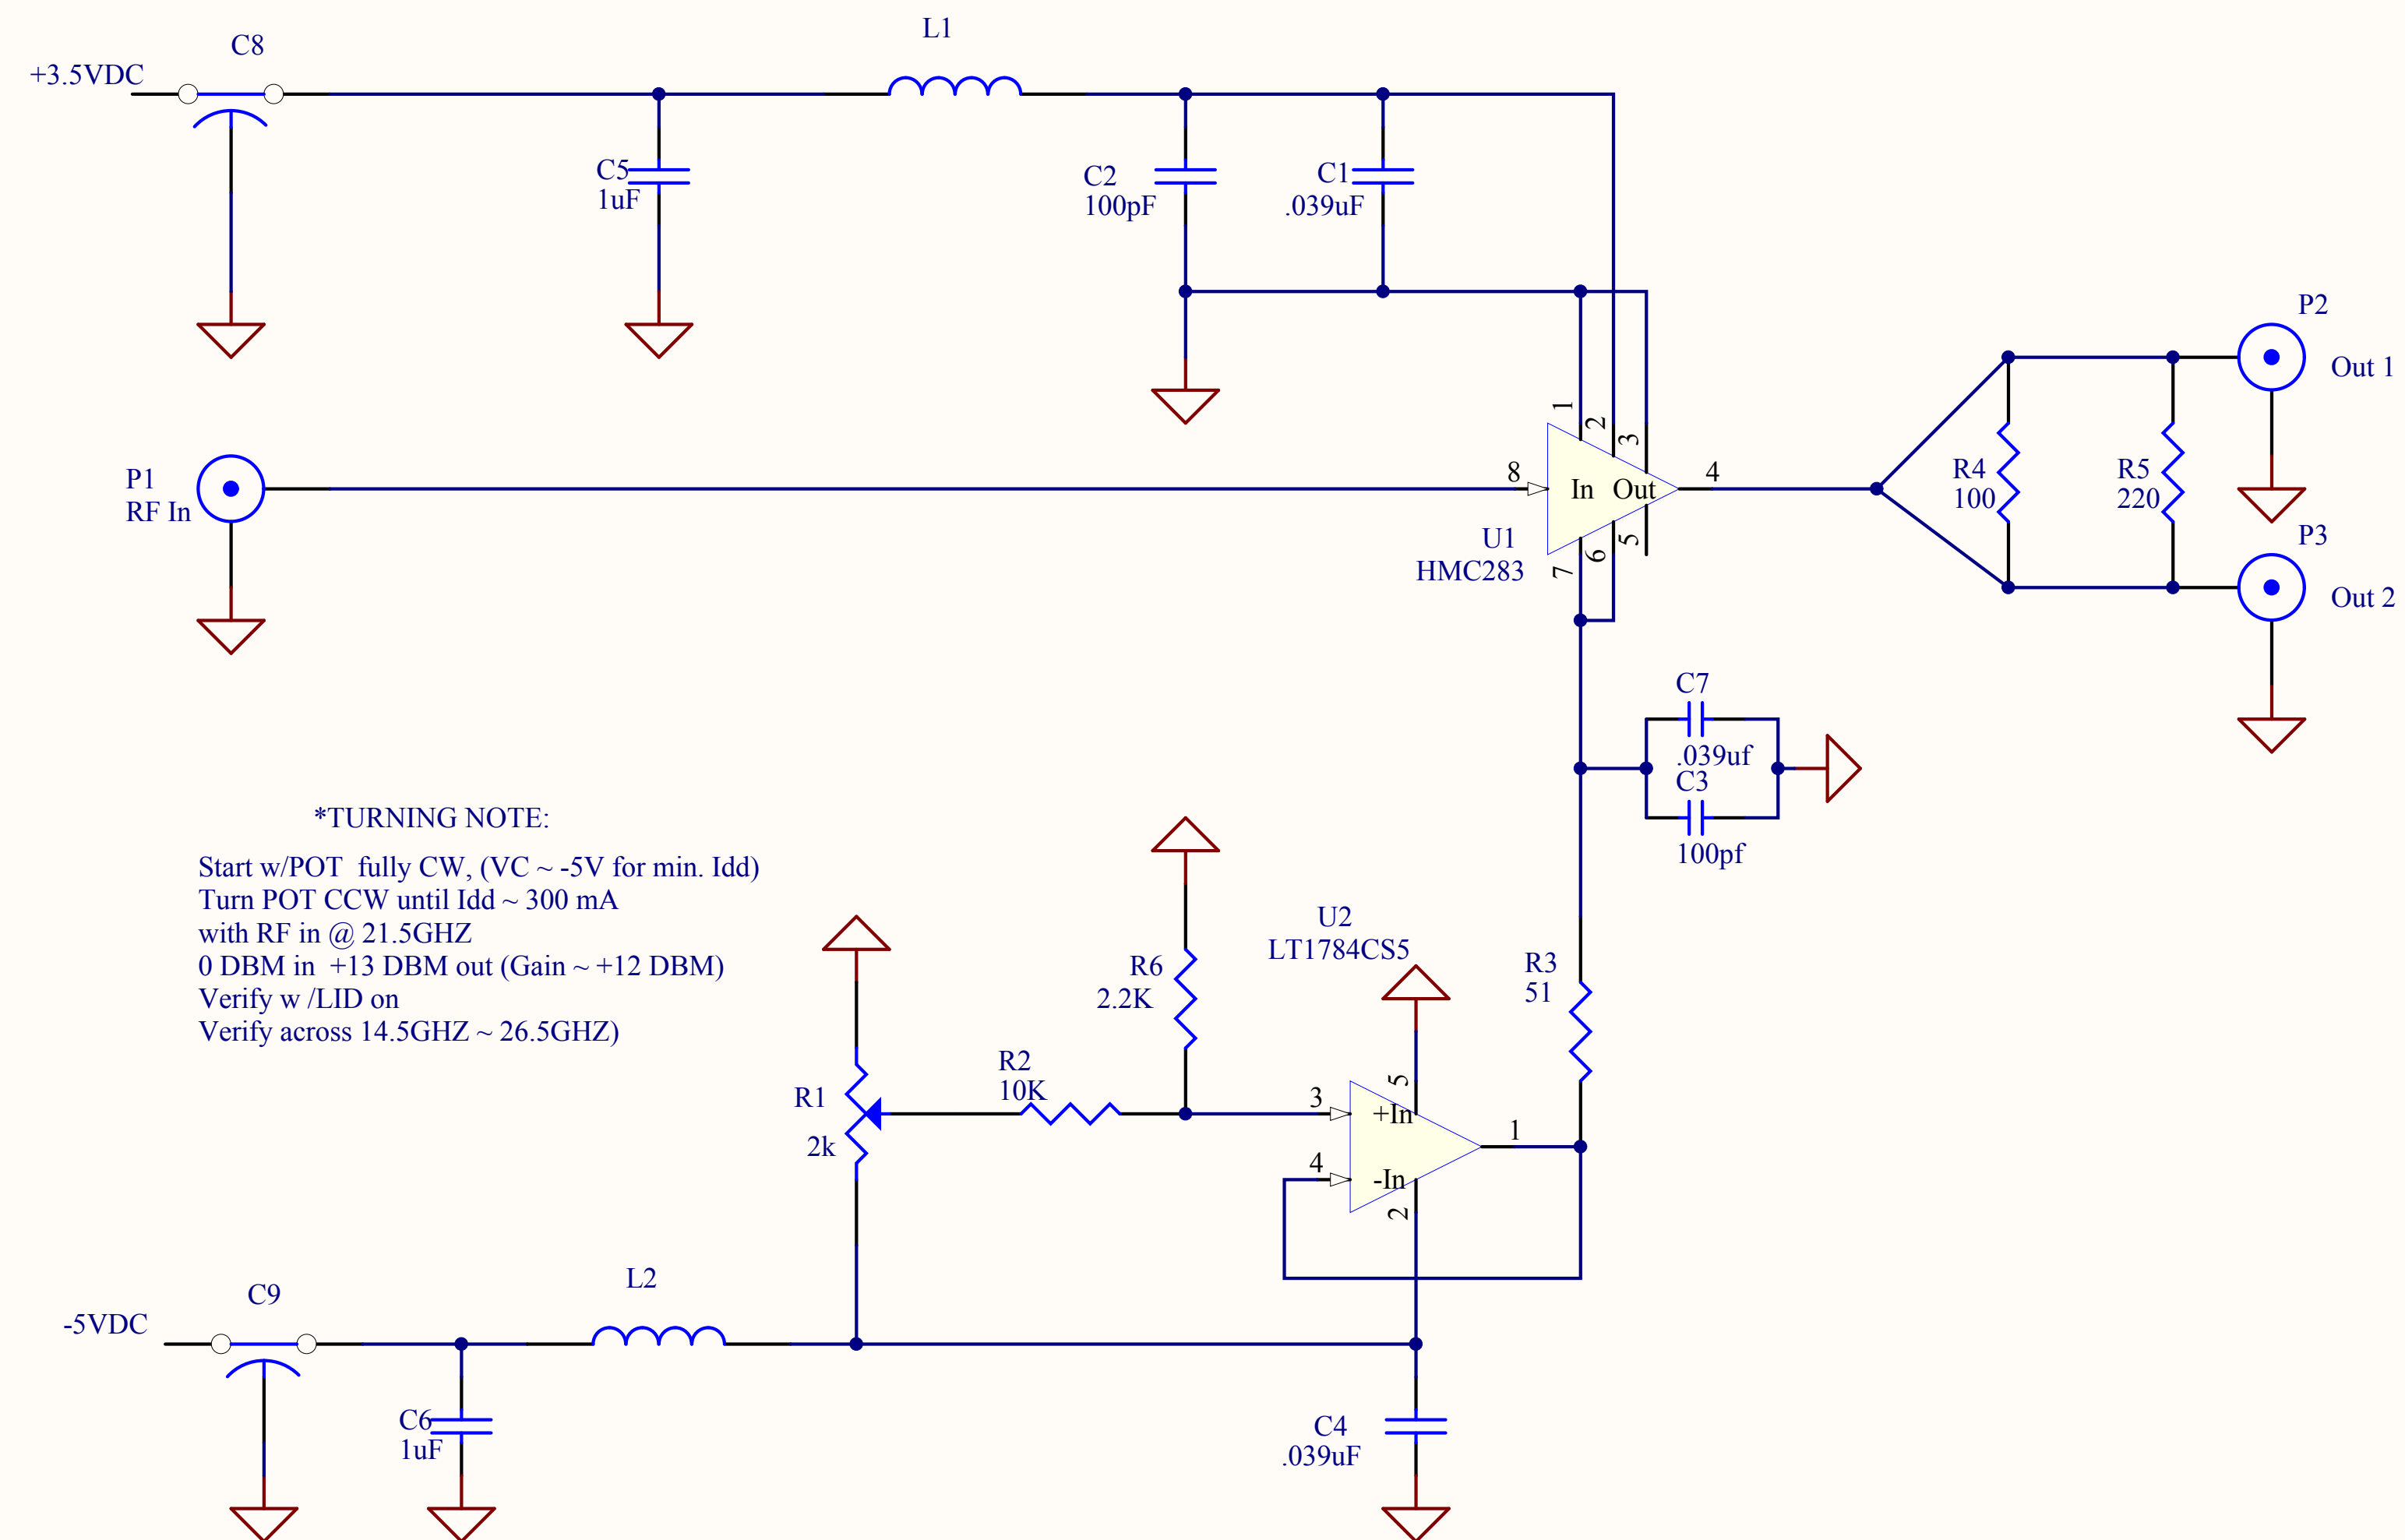 L1
C8
+3.5VDC
C5
1uF
C2
100pF
C1
.039uF
P2
Out 1
1
2
3
P1
RF In
8
In Out
4
R4
100
R5
220
U1
HMC283
7
6
5
P3
Out 2
C7
.039uf
C3
100pf
*TURNING NOTE:
Start w/POT fully CW, (VC ~ -5V for min. Idd)
Turn POT CCW until Idd ~ 300 mA
with RF in @ 21.5GHZ
0 DBM in +13 DBM out (Gain ~ +12 DBM)
Verify w /LID on
Verify across 14.5GHZ ~ 26.5GHZ)
U2
LT1784CS5
R6
2.2K
R3
51
R2
10K
R1
2k
3
+In
5
1
4
-In
2
L2
C9
-5VDC
C6
1uF
C4
.039uF